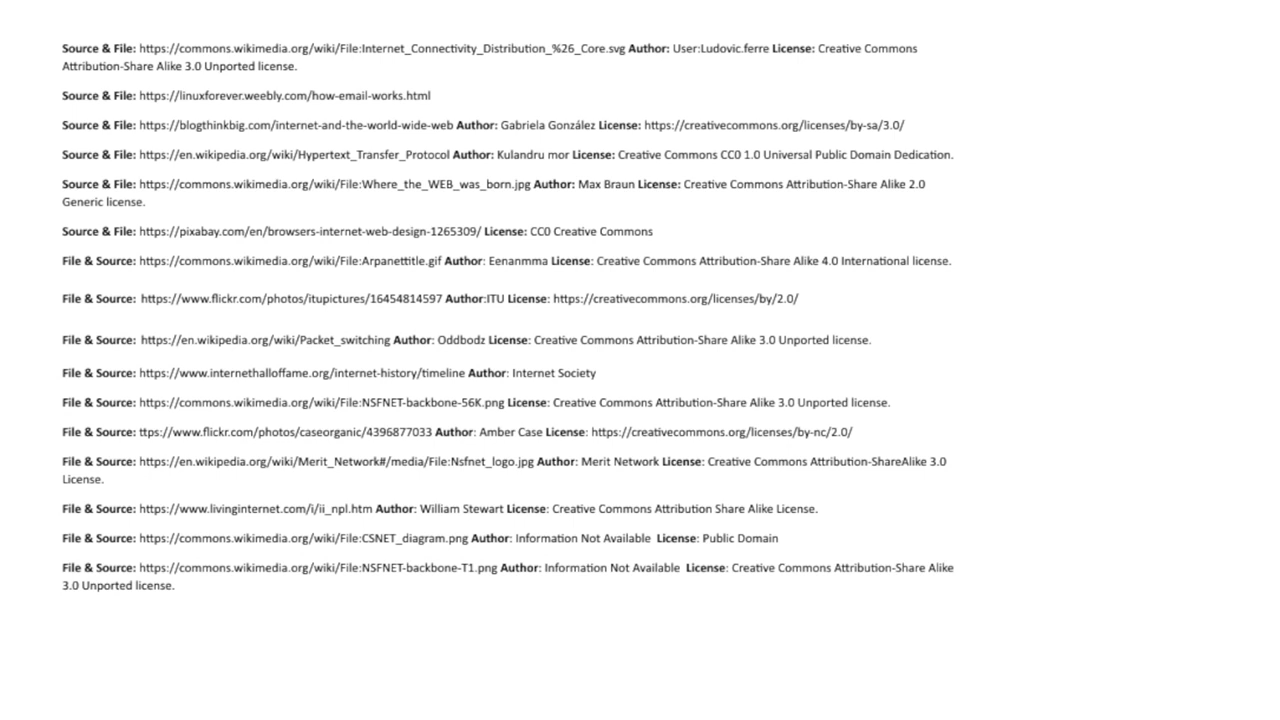 Source & File: https://commons.wikimedia.org/wiki/File:Internet_Connectivity_Distribution_%26_Core.svg Author: User:Ludovic.ferre License: Creative Commons
Attribution-Share Alike 3.0 Unported license.
Source & File: https://linuxforever.weebly.com/how-email-works.html
Source & File: https://blogthinkbig.com/internet-and-the-world-wide-web Author: Gabriela González License: https://creativecommons.org/licenses/by-sa/3.0/
Source & File: https://en.wikipedia.org/wiki/Hypertext_Transfer_Protocol Author: Kulandru mor License: Creative Commons CC0 1.0 Universal Public Domain Dedication.
Source & File: https://commons.wikimedia.org/wiki/File:Where_the_WEB_was_born.jpg Author: Max Braun License: Creative Commons Attribution-Share Alike 2.0
Generic license.
Source & File: https://pixabay.com/en/browsers-internet-web-design-1265309/ License: CC0 Creative Commons
File & Source: https://commons.wikimedia.org/wiki/File:Arpanettitle.gif Author: Eenanmma License: Creative Commons Attribution-Share Alike 4.0 International license.
File & Source: https://www.flickr.com/photos/itupictures/16454814597 Author:ITU License: https://creativecommons.org/licenses/by/2.0/
File & Source: https://en.wikipedia.org/wiki/Packet_switching Author: Oddbodz License: Creative Commons Attribution-Share Alike 3.0 Unported license.
File & Source: https://www.internethalloffame.org/internet-history/timeline Author: Internet Society
File & Source: https://commons.wikimedia.org/wiki/File:NSFNET-backbone-56K.png License: Creative Commons Attribution-Share Alike 3.0 Unported license.
File & Source: ttps://www.flickr.com/photos/caseorganic/4396877033 Author: Amber Case License: https://creativecommons.org/licenses/by-nc/2.0/
File & Source: https://en.wikipedia.org/wiki/Merit_Network#/media/File:Nsfnet_logo.jpg Author: Merit Network License: Creative Commons Attribution-ShareAlike 3.0
License.
File & Source: https://www.livinginternet.com/i/ii_npl.htm Author: William Stewart License: Creative Commons Attribution Share Alike License.
File & Source: https://commons.wikimedia.org/wiki/File:CSNET_diagram.png Author: Information Not Available License: Public Domain
File & Source: https://commons.wikimedia.org/wiki/File:NSFNET-backbone-T1.png Author: Information Not Available License: Creative Commons Attribution-Share Alike
3.0 Unported license.